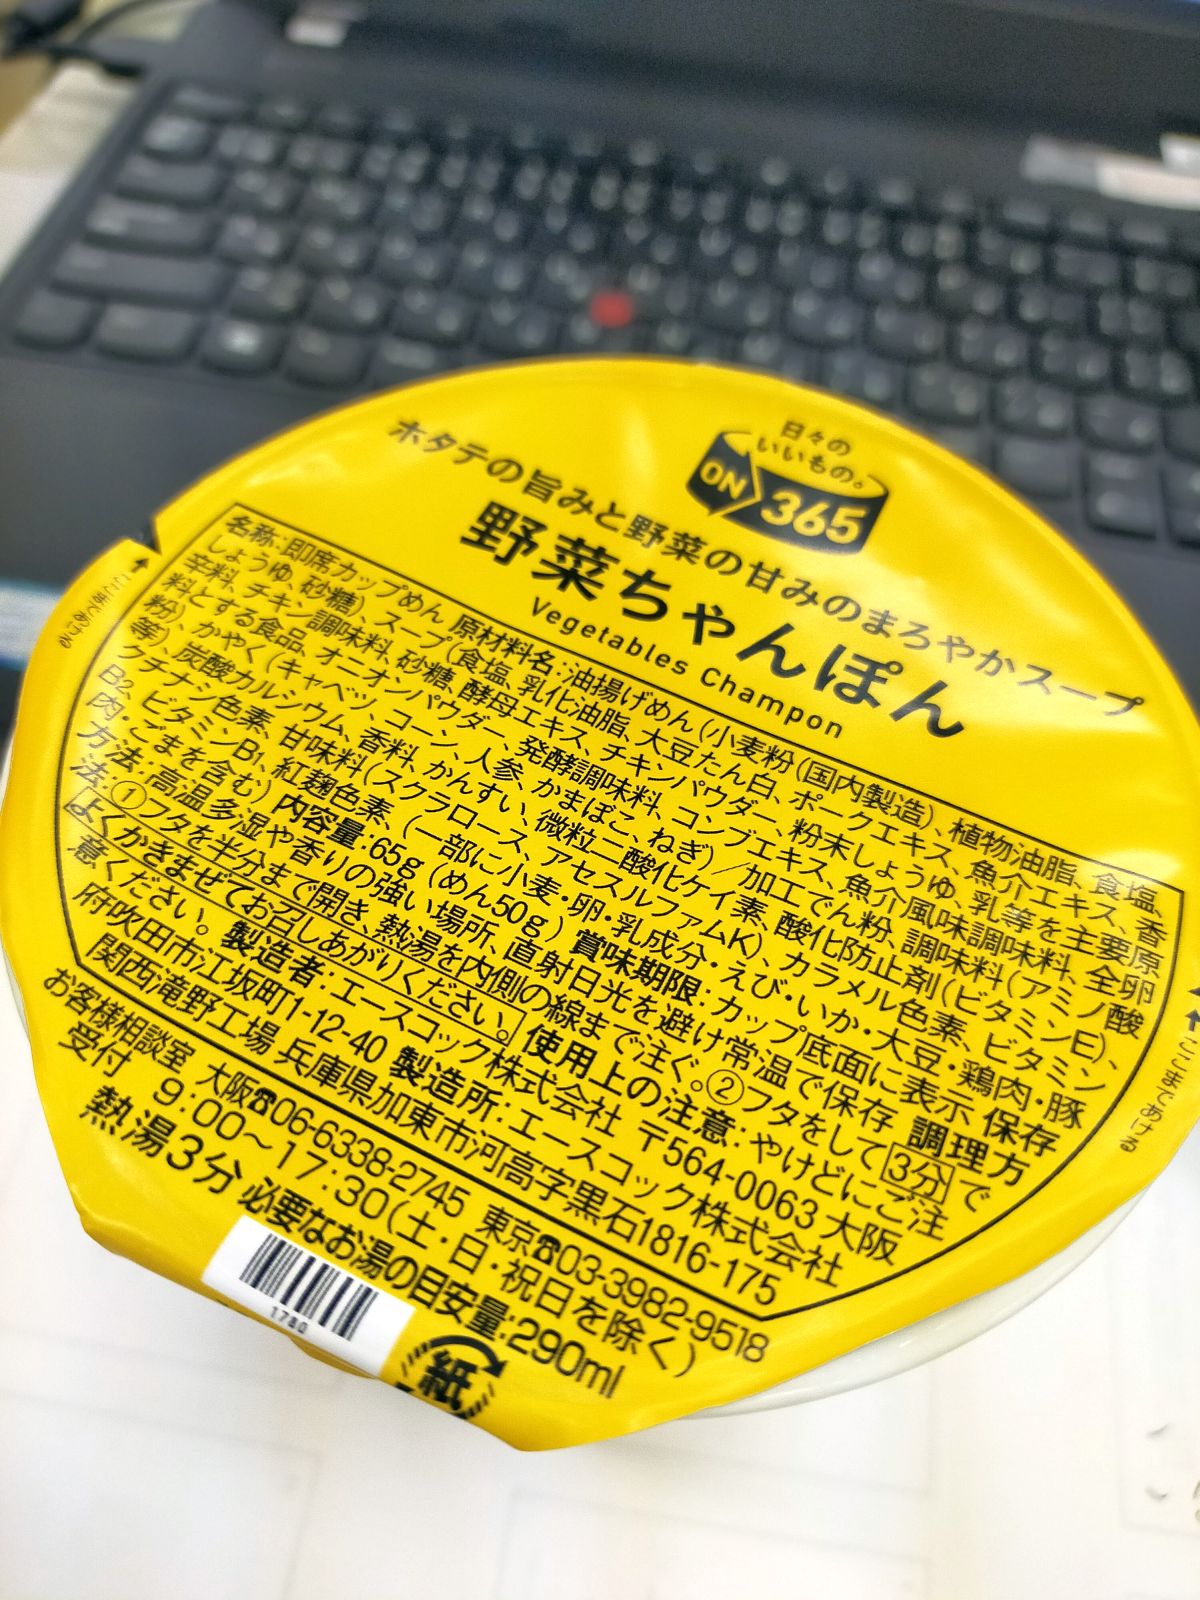 日々の
いいもの。
ON 365
ホタテの旨みと野菜の甘みのまろやかスープ
野菜ちゃんぽん
Vegetables Champon
名称:即席カップめん 原材料名:油揚げめん(小麦粉(国内製造)、植物油脂、食塩、
しょうゆ、砂糖)、スープ(食塩、乳化油脂、大豆たん白、ポークエキス、魚介エキス、香
辛料、チキン調味料、砂糖、酵母エキス、チキンパウダー、粉末しょうゆ、乳等を主要原
料とする食品、オニオンパウダー、発酵調味料、コンブエキス、魚介風味調味料、全卵
粉)、かやく(キャベツ、コーン、人参、かまぼこ、ねぎ)/加工でん粉、調味料(アミノ酸
等)、炭酸カルシウム、香料、かんすい、微粒二酸化ケイ素、酸化防止剤(ビタミンE)、
クチナシ色素、甘味料(スクラロース、アセスルファムK)、カラメル色素、ビタミン
B2、ビタミンB1、紅麹色素、(一部に小麦・卵・乳成分・えび・いか・大豆・鶏肉・豚
肉・ごまを含む) 内容量:65g (めん50g) 賞味期限:カップ底面に表示 保存
方法:高温多湿や香りの強い場所、直射日光を避け常温で保存 調理方
法:①フタを半分まで開き、熱湯を内側の線まで注ぐ。②フタをして3分で
よくかきまぜてお召しあがりください。 使用上の注意:やけどにご注
意ください。 製造者:エースコック株式会社 〒564-0063 大阪
府吹田市江坂町1-12-40 製造所:エースコック株式会社
関西滝野工場 兵庫県加東市河高字黒石1816-175
お客様相談室 大阪☎06-6338-2745 東京☎03-3982-9518
受付 9:00~17:30(土・日・祝日を除く)
熱湯3分 必要なお湯の目安量:290ml
紙
ここまであける
ここまであける